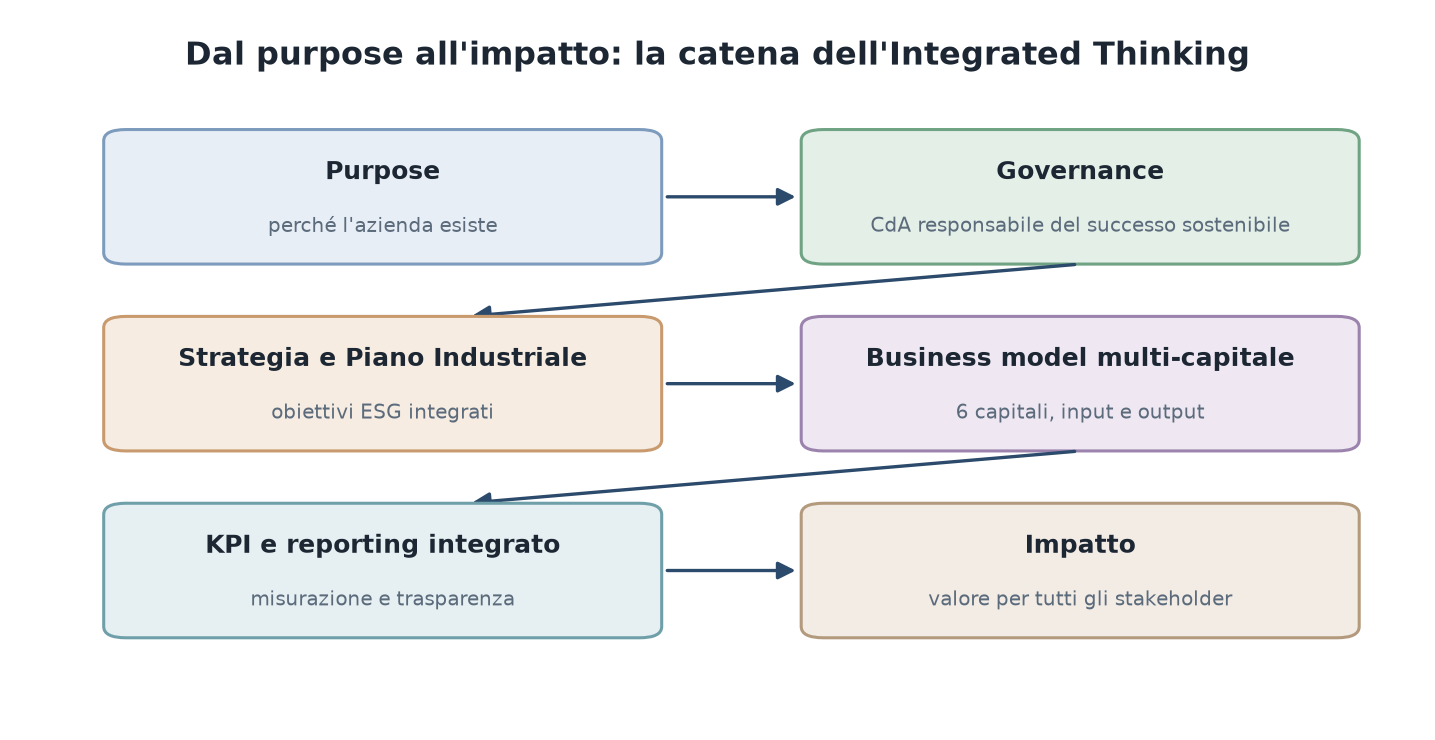 Dal purpose all'impatto: la catena dell'Integrated Thinking
Purpose
perché l'azienda esiste
Governance
CdA responsabile del successo sostenibile
Strategia e Piano Industriale
obiettivi ESG integrati
Business model multi-capitale
6 capitali, input e output
KPI e reporting integrato
misurazione e trasparenza
Impatto
valore per tutti gli stakeholder